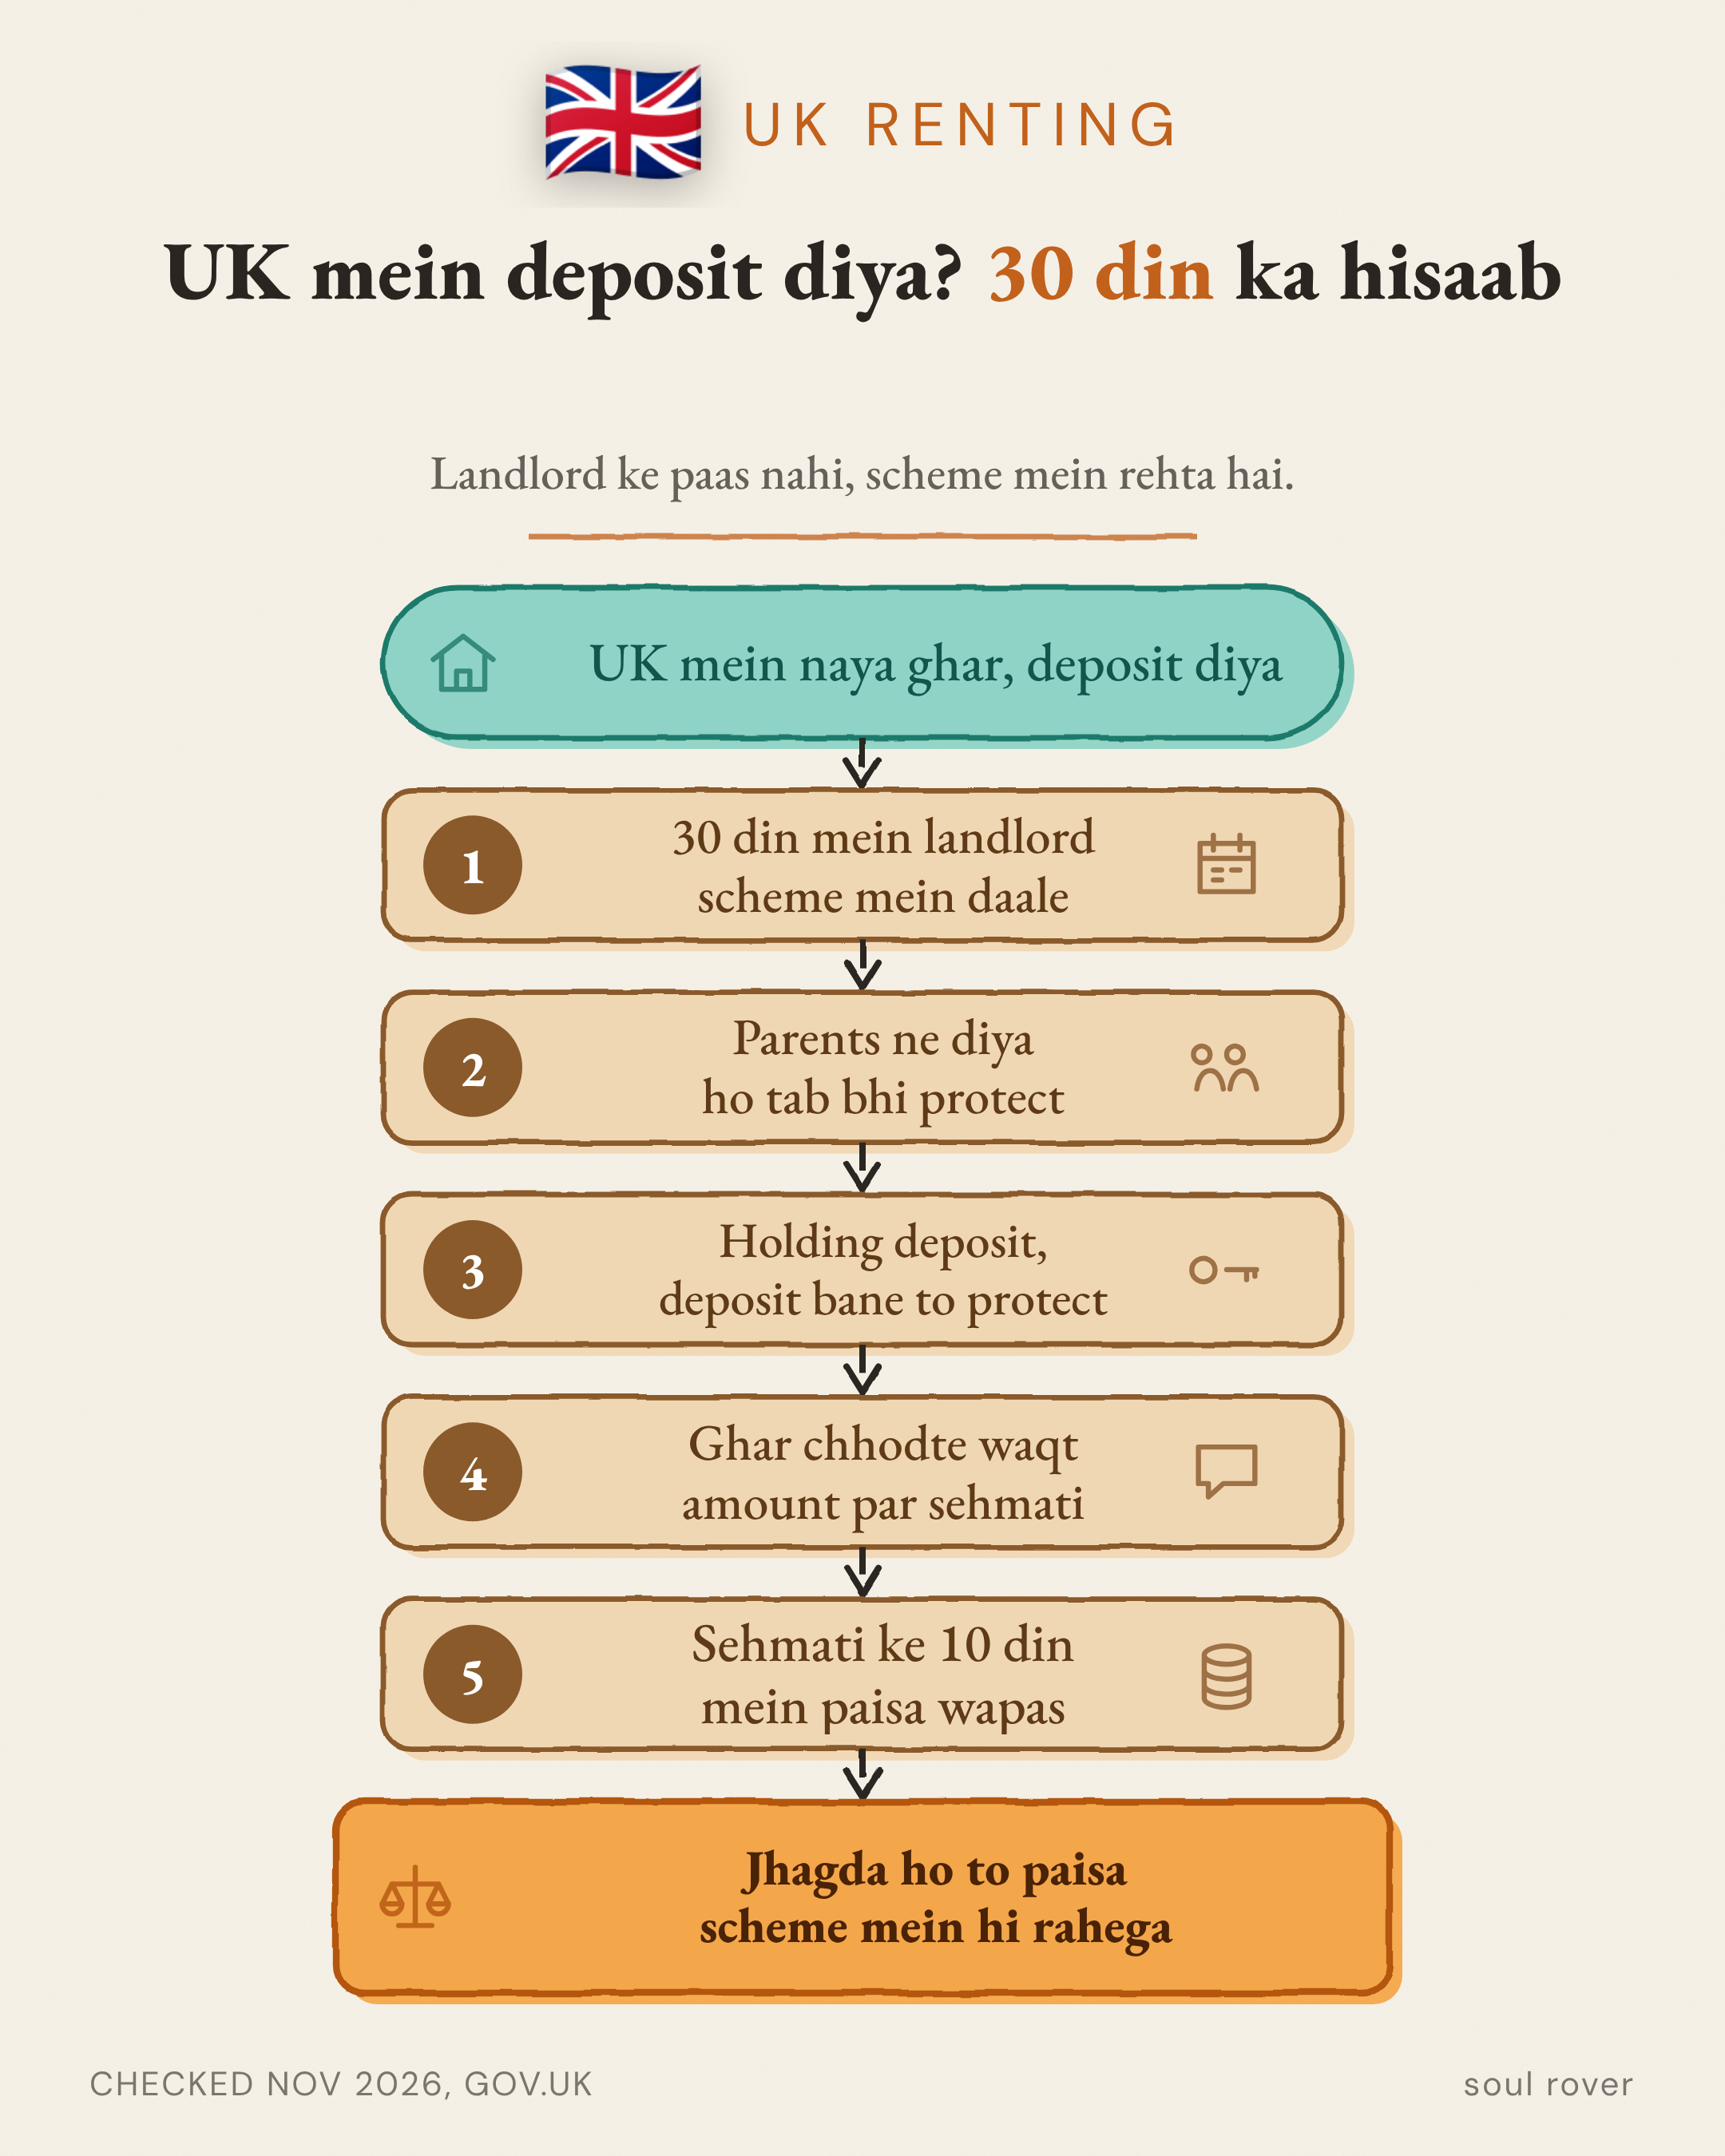 UK RENTING
UK mein deposit diya? 30 din ka hisaab
Landlord ke paas nahi, scheme mein rehta hai.
UK mein naya ghar, deposit diya
1
30 din mein landlord
scheme mein daale
2
Parents ne diya
ho tab bhi protect
3
Holding deposit,
deposit bane to protect
4
Ghar chhodte waqt
amount par sehmati
5
Sehmati ke 10 din
mein paisa wapas
Jhagda ho to paisa
scheme mein hi rahega
CHECKED NOV 2026, GOV.UK
soul rover